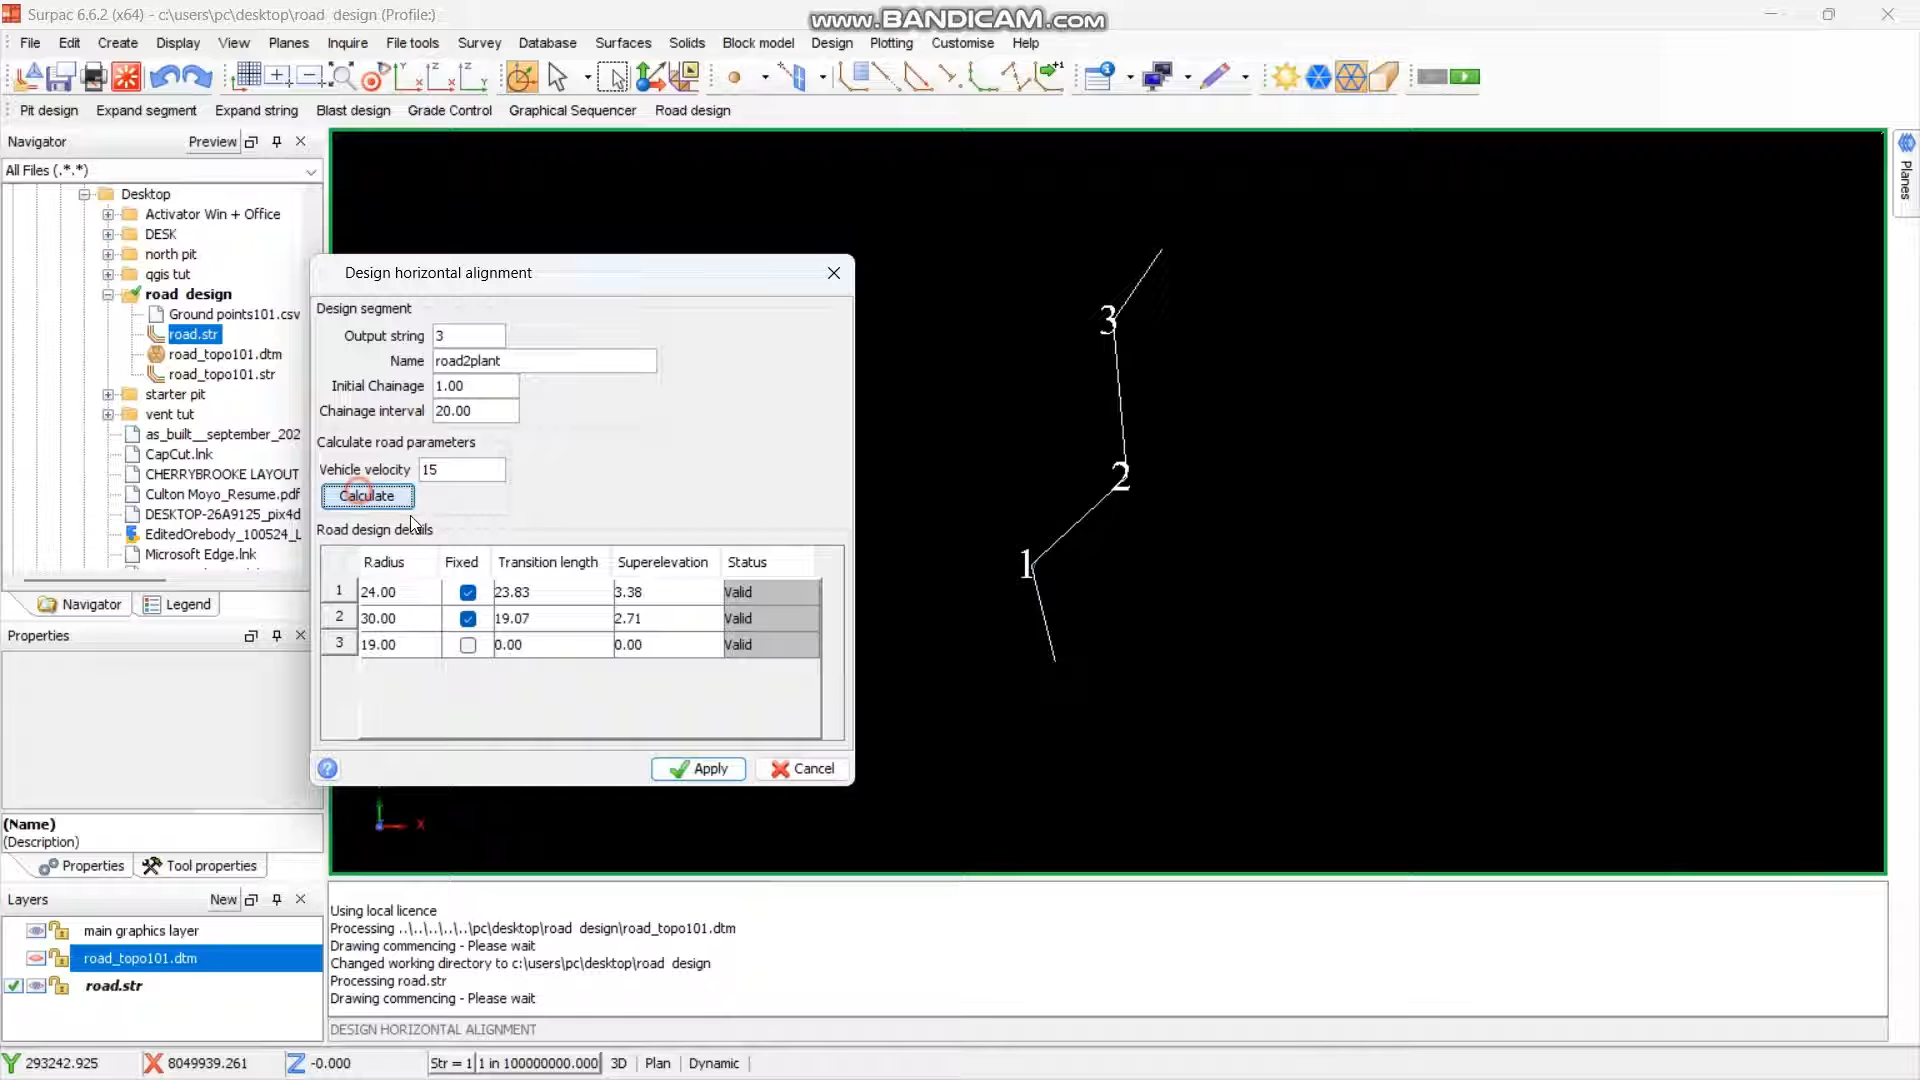 Surpac 6.6.2 (x64) - c:\users\pc\desktop\road design (Profile:)
www.BANDICAM.com
File Edit Create Display View Planes Inquire File tools Survey Database Surfaces Solids Block model Design Plotting Customise Help
Pit design Expand segment Expand string Blast design Grade Control Graphical Sequencer Road design
Navigator Preview
All Files (.*.*)
Desktop
Activator Win + Office
DESK
north pit
qgis tut
road design
Ground points101.csv
road.str
road_topo101.dtm
road_topo101.str
starter pit
vent tut
as_built__september_202
CapCut.lnk
CHERRYBROOKE LAYOUT
Culton Moyo_Resume.pdf
DESKTOP-26A9125_pix4d
EditedOrebody_100524_L
Microsoft Edge.lnk
Navigator Legend
Properties
(Name)
(Description)
Properties Tool properties
Layers New
main graphics layer
road_topo101.dtm
road.str
Design horizontal alignment
Design segment
Output string 3
Name road2plant
Initial Chainage 1.00
Chainage interval 20.00
Calculate road parameters
Vehicle velocity 15
Calculate
Road design details
Radius Fixed Transition length Superelevation Status
1 24.00 23.83 3.38 Valid
2 30.00 19.07 2.71 Valid
3 19.00 0.00 0.00 Valid
Apply Cancel
3
2
1
X
Planes
Using local licence
Processing ..\..\..\..\..\pc\desktop\road design\road_topo101.dtm
Drawing commencing - Please wait
Changed working directory to c:\users\pc\desktop\road design
Processing road.str
Drawing commencing - Please wait
DESIGN HORIZONTAL ALIGNMENT
Y 293242.925 X 8049939.261 Z -0.000 Str = 1 1 in 100000000.000 3D Plan Dynamic